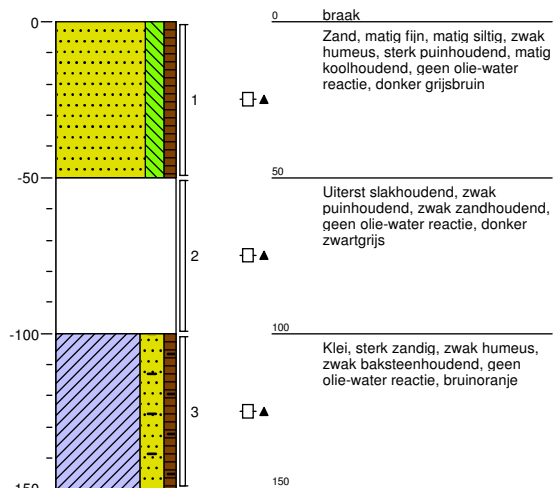 0
-50
-100
-150
1
2
3
0 braak
Zand, matig fijn, matig siltig, zwak
humeus, sterk puinhoudend, matig
koolhoudend, geen olie-water
reactie, donker grijsbruin
50
Uiterst slakhoudend, zwak
puinhoudend, zwak zandhoudend,
geen olie-water reactie, donker
zwartgrijs
100
Klei, sterk zandig, zwak humeus,
zwak baksteenhoudend, geen
olie-water reactie, bruinoranje
150